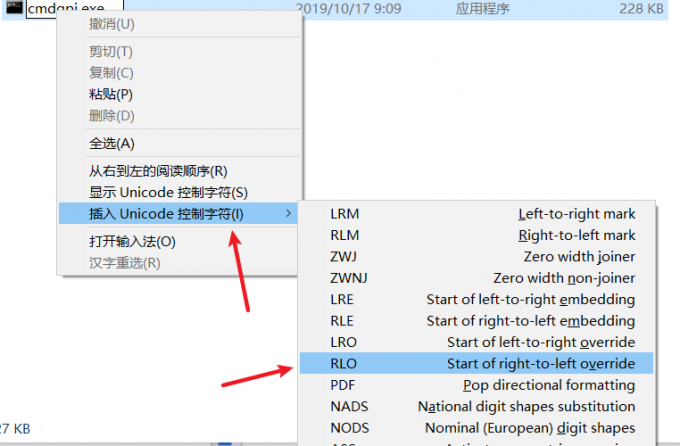 cmdgnj.exe 2019/10/17 9:09 应用程序 228 KB
撤消(U)
剪切(T)
复制(C)
粘贴(P)
删除(D)
全选(A)
从右到左的阅读顺序(R)
显示 Unicode 控制字符(S)
插入 Unicode 控制字符(I)
打开输入法(O)
汉字重选(R)
LRM Left-to-right mark
RLM Right-to-left mark
ZWJ Zero width joiner
ZWNJ Zero width non-joiner
LRE Start of left-to-right embedding
RLE Start of right-to-left embedding
LRO Start of left-to-right override
RLO Start of right-to-left override
PDF Pop directional formatting
NADS National digit shapes substitution
NODS Nominal (European) digit shapes
27 KB